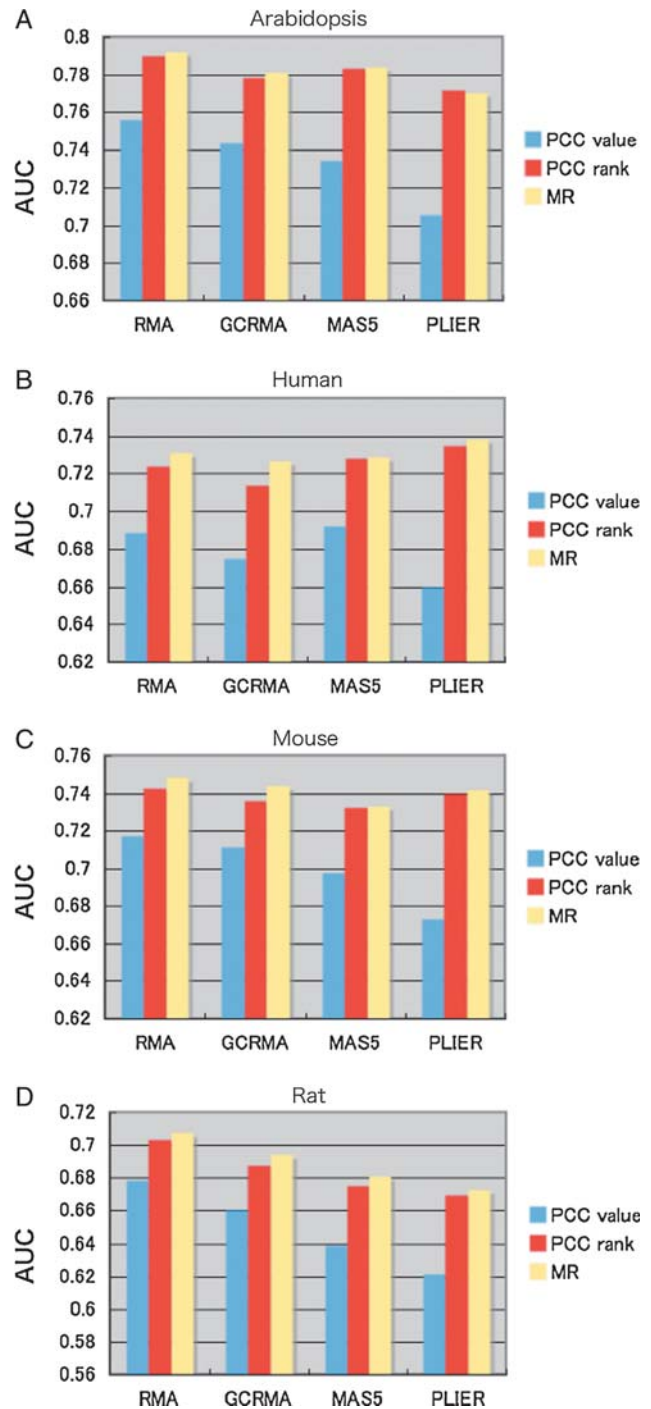 A
Arabidopsis
0.8
0.78
0.76
0.74
0.72
0.7
0.68
0.66
AUC
RMA GCRMA MAS5 PLIER
PCC value
PCC rank
MR
B
Human
0.76
0.74
0.72
0.7
0.68
0.66
0.64
0.62
AUC
RMA GCRMA MAS5 PLIER
PCC value
PCC rank
MR
C
Mouse
0.76
0.74
0.72
0.7
0.68
0.66
0.64
0.62
AUC
RMA GCRMA MAS5 PLIER
PCC value
PCC rank
MR
D
Rat
0.72
0.7
0.68
0.66
0.64
0.62
0.6
0.58
0.56
AUC
RMA GCRMA MAS5 PLIER
PCC value
PCC rank
MR